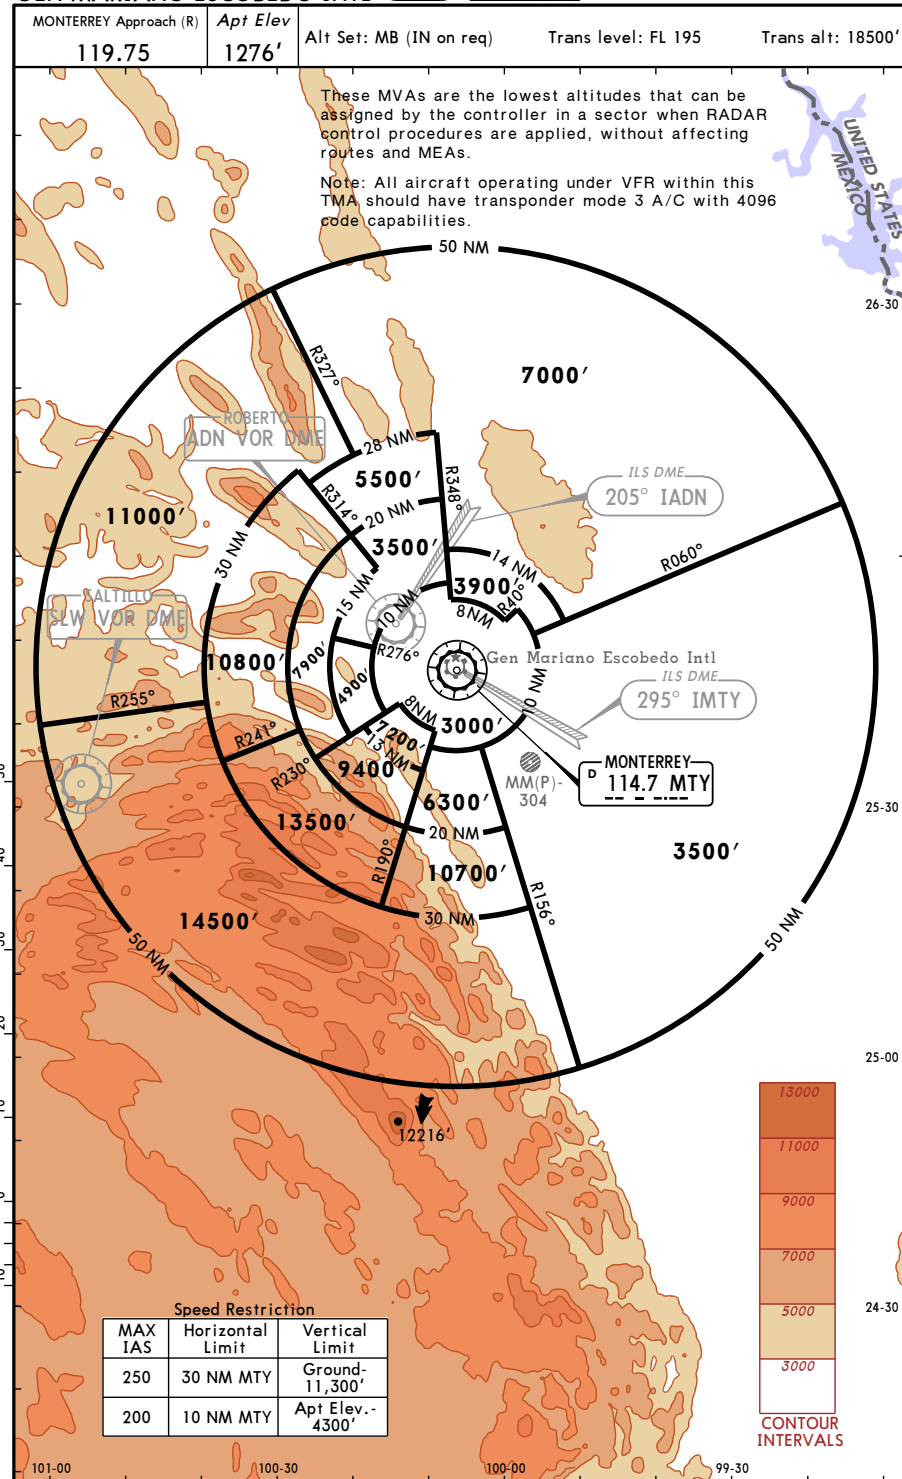 MONTERREY Approach (R)
119.75
Apt Elev
1276'
Alt Set: MB (IN on req)
Trans level: FL 195
Trans alt: 18500'
These MVAs are the lowest altitudes that can be
assigned by the controller in a sector when RADAR
control procedures are applied, without affecting
routes and MEAs.
Note: All aircraft operating under VFR within this
TMA should have transponder mode 3 A/C with 4096
code capabilities.
UNITED STATES
MEXICO
50 NM
26-30
R327°
7000'
ROBERTO
ADN VOR DME
28 NM
5500'
R348°
ILS DME
205° IADN
R314°
20 NM
11000'
30 NM
3500'
14 NM
R060°
3900'
R40°
15 NM
10 NM
8NM
SALTILLO
SLW VOR DME
R276°
10800'
7900'
4900'
Gen Mariano Escobedo Intl
ILS DME
295° IMTY
10 NM
R255°
8NM
3000'
R241°
7200'
13 NM
MONTERREY
D 114.7 MTY
R230°
9400'
MM(P)-
304
6300'
25-30
13500'
20 NM
R190°
10700'
3500'
R156°
14500'
30 NM
50 NM
50 NM
25-00
12216'
13000
11000
9000
7000
5000
3000
CONTOUR
INTERVALS
24-30
Speed Restriction
MAX IAS
Horizontal Limit
Vertical Limit
250
30 NM MTY
Ground-
11,300'
200
10 NM MTY
Apt Elev.-
4300'
101-00
100-30
100-00
99-30